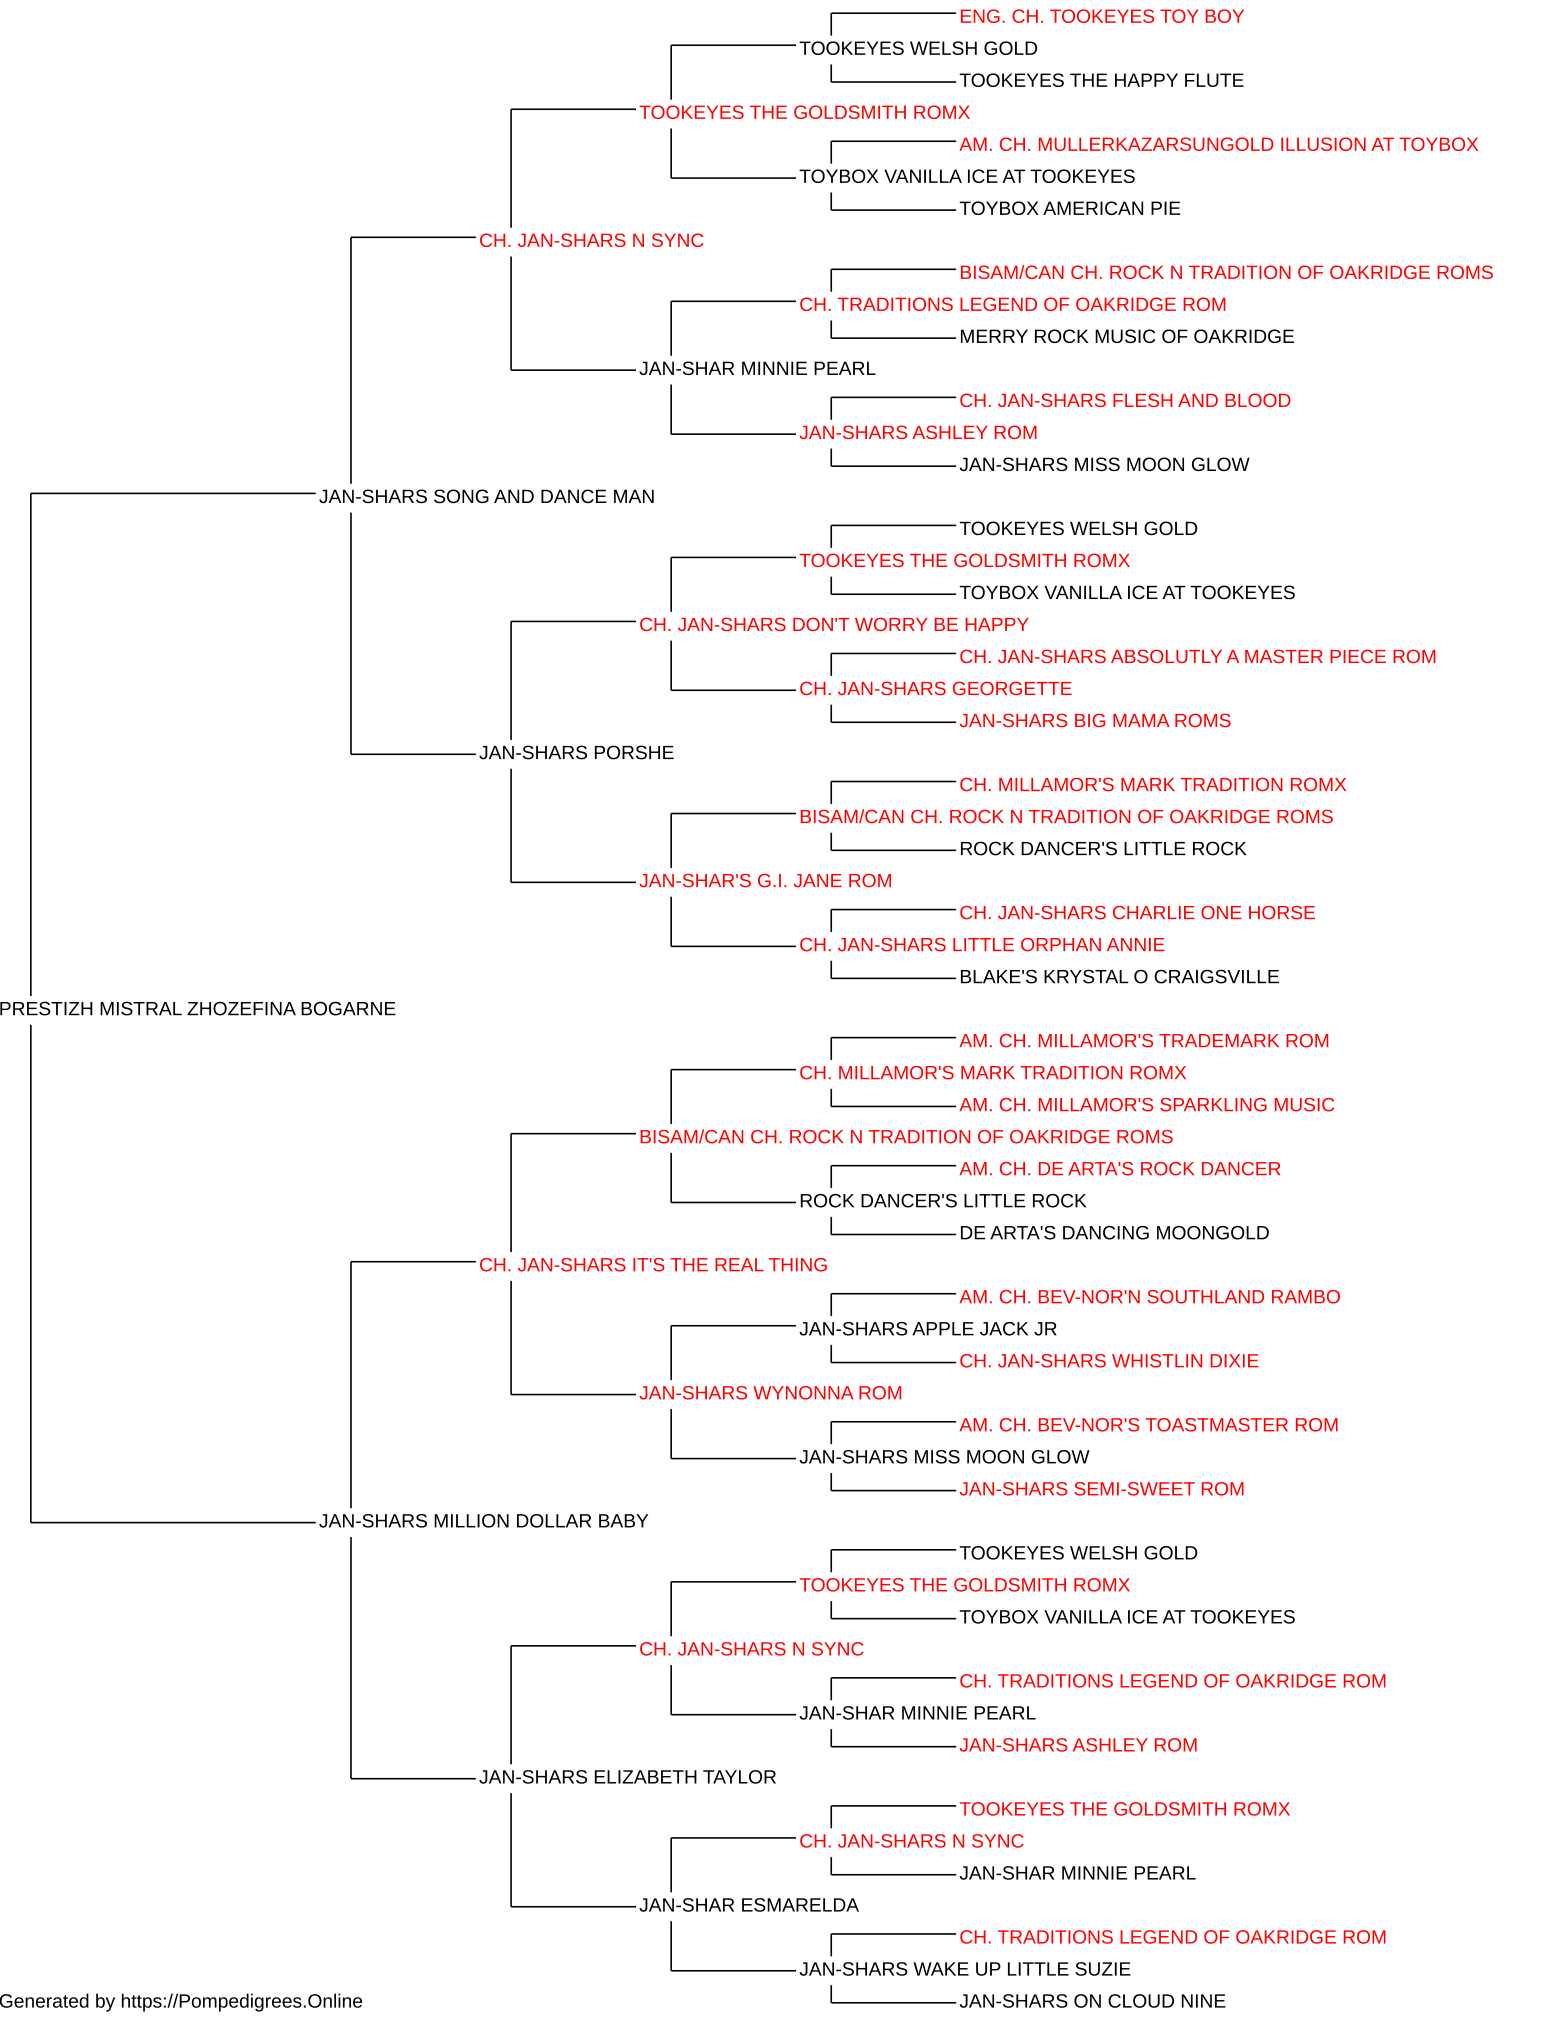 ENG. CH. TOOKEYES TOY BOY
TOOKEYES WELSH GOLD
TOOKEYES THE HAPPY FLUTE
TOOKEYES THE GOLDSMITH ROMX
AM. CH. MULLERKAZARSUNGOLD ILLUSION AT TOYBOX
TOYBOX VANILLA ICE AT TOOKEYES
TOYBOX AMERICAN PIE
CH. JAN-SHARS N SYNC
BISAM/CAN CH. ROCK N TRADITION OF OAKRIDGE ROMS
CH. TRADITIONS LEGEND OF OAKRIDGE ROM
MERRY ROCK MUSIC OF OAKRIDGE
JAN-SHAR MINNIE PEARL
CH. JAN-SHARS FLESH AND BLOOD
JAN-SHARS ASHLEY ROM
JAN-SHARS MISS MOON GLOW
JAN-SHARS SONG AND DANCE MAN
TOOKEYES WELSH GOLD
TOOKEYES THE GOLDSMITH ROMX
TOYBOX VANILLA ICE AT TOOKEYES
CH. JAN-SHARS DON'T WORRY BE HAPPY
CH. JAN-SHARS ABSOLUTLY A MASTER PIECE ROM
CH. JAN-SHARS GEORGETTE
JAN-SHARS BIG MAMA ROMS
JAN-SHARS PORSHE
CH. MILLAMOR'S MARK TRADITION ROMX
BISAM/CAN CH. ROCK N TRADITION OF OAKRIDGE ROMS
ROCK DANCER'S LITTLE ROCK
JAN-SHAR'S G.I. JANE ROM
CH. JAN-SHARS CHARLIE ONE HORSE
CH. JAN-SHARS LITTLE ORPHAN ANNIE
BLAKE'S KRYSTAL O CRAIGSVILLE
PRESTIZH MISTRAL ZHOZEFINA BOGARNE
AM. CH. MILLAMOR'S TRADEMARK ROM
CH. MILLAMOR'S MARK TRADITION ROMX
AM. CH. MILLAMOR'S SPARKLING MUSIC
BISAM/CAN CH. ROCK N TRADITION OF OAKRIDGE ROMS
AM. CH. DE ARTA'S ROCK DANCER
ROCK DANCER'S LITTLE ROCK
DE ARTA'S DANCING MOONGOLD
CH. JAN-SHARS IT'S THE REAL THING
AM. CH. BEV-NOR'N SOUTHLAND RAMBO
JAN-SHARS APPLE JACK JR
CH. JAN-SHARS WHISTLIN DIXIE
JAN-SHARS WYNONNA ROM
AM. CH. BEV-NOR'S TOASTMASTER ROM
JAN-SHARS MISS MOON GLOW
JAN-SHARS SEMI-SWEET ROM
JAN-SHARS MILLION DOLLAR BABY
TOOKEYES WELSH GOLD
TOOKEYES THE GOLDSMITH ROMX
TOYBOX VANILLA ICE AT TOOKEYES
CH. JAN-SHARS N SYNC
CH. TRADITIONS LEGEND OF OAKRIDGE ROM
JAN-SHAR MINNIE PEARL
JAN-SHARS ASHLEY ROM
JAN-SHARS ELIZABETH TAYLOR
TOOKEYES THE GOLDSMITH ROMX
CH. JAN-SHARS N SYNC
JAN-SHAR MINNIE PEARL
JAN-SHAR ESMARELDA
CH. TRADITIONS LEGEND OF OAKRIDGE ROM
JAN-SHARS WAKE UP LITTLE SUZIE
JAN-SHARS ON CLOUD NINE
Generated by https://Pompedigrees.Online